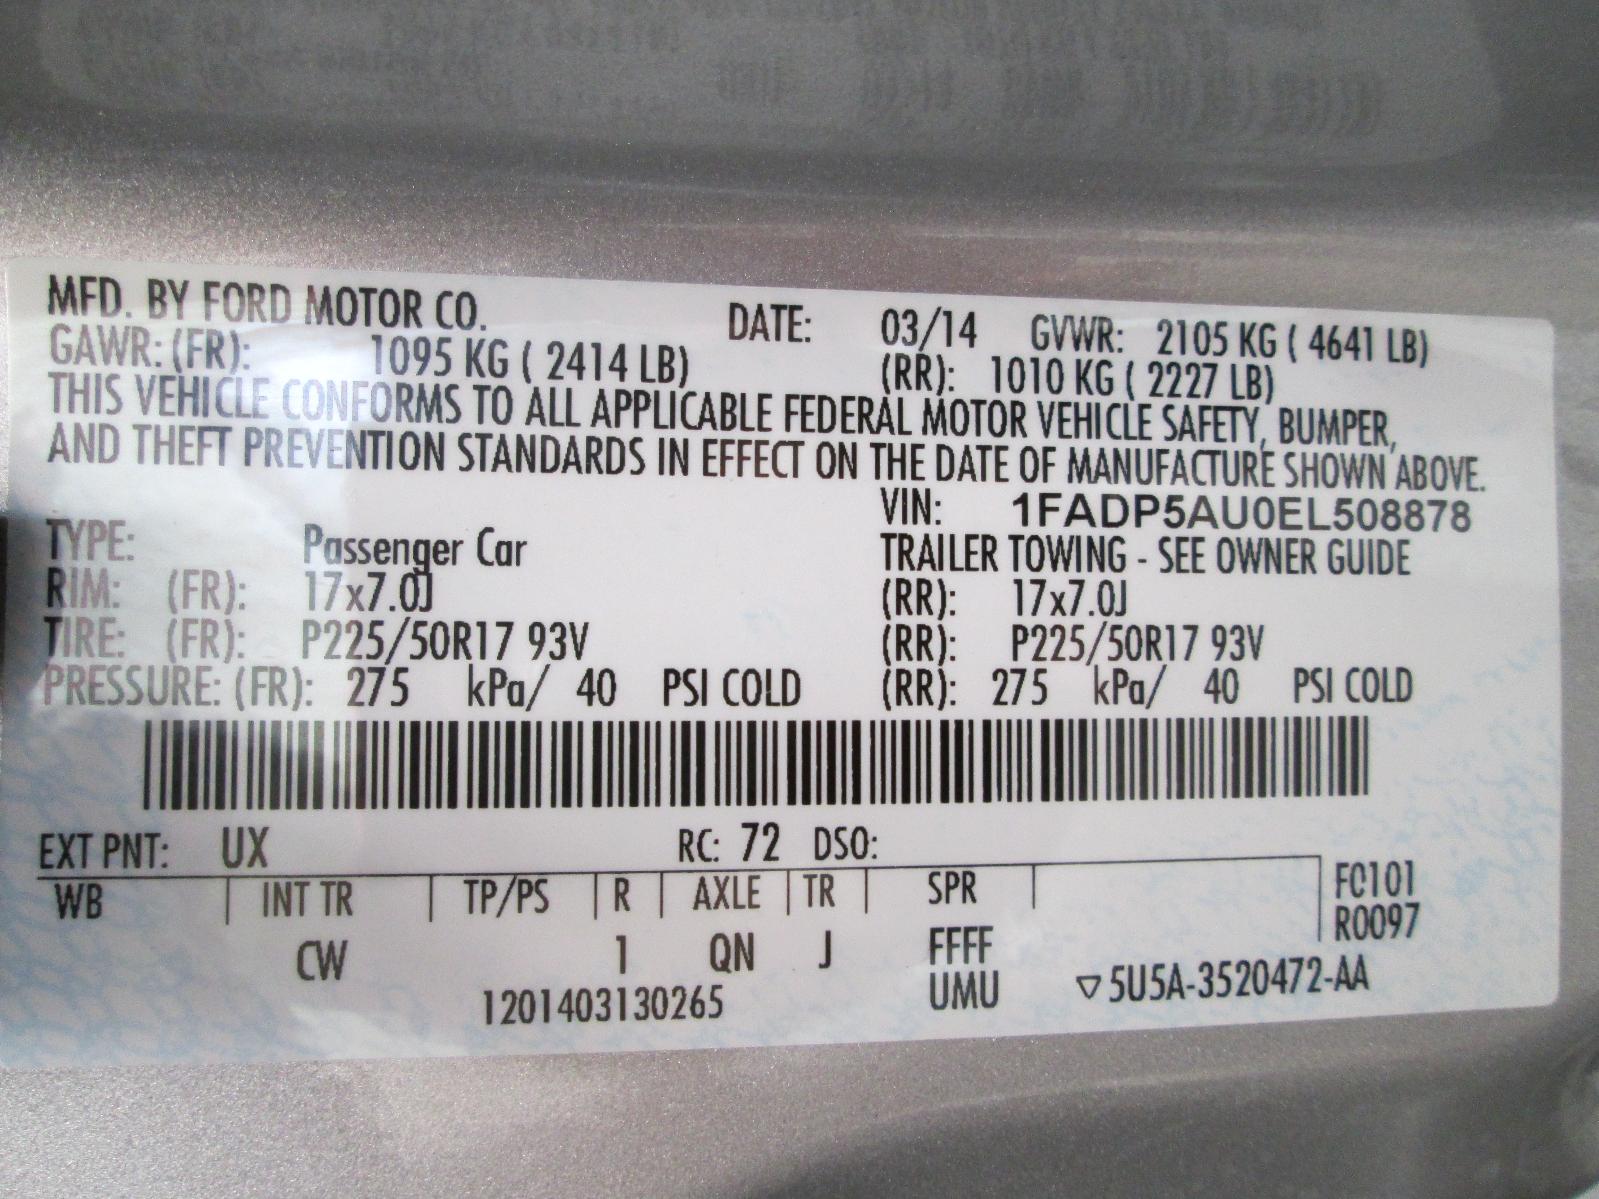 MFD. BY FORD MOTOR CO. DATE: 03/14 GVWR: 2105 KG ( 4641 LB)
GAWR: (FR): 1095 KG ( 2414 LB) (RR): 1010 KG ( 2227 LB)
THIS VEHICLE CONFORMS TO ALL APPLICABLE FEDERAL MOTOR VEHICLE SAFETY, BUMPER,
AND THEFT PREVENTION STANDARDS IN EFFECT ON THE DATE OF MANUFACTURE SHOWN ABOVE.
VIN: 1FADP5AU0EL508878
TYPE: Passenger Car TRAILER TOWING - SEE OWNER GUIDE
RIM: (FR): 17x7.0J (RR): 17x7.0J
TIRE: (FR): P225/50R17 93V (RR): P225/50R17 93V
PRESSURE: (FR): 275 kPa/ 40 PSI COLD (RR): 275 kPa/ 40 PSI COLD
EXT PNT: UX RC: 72 DSO:
WB | INT TR | TP/PS | R | AXLE | TR | SPR | F0101
R0097
CW 1 QN J FFFF
1201403130265 UMU ▽5U5A-3520472-AA